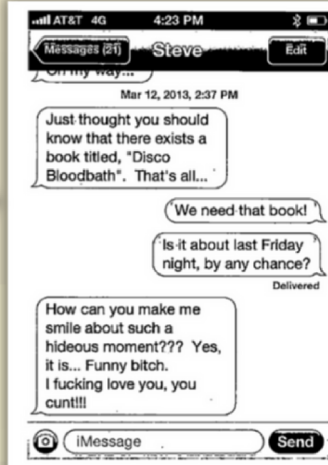 AT&T 4G 4:23 PM
Messages (21) Steve Edit
On my way...
Mar 12, 2013, 2:37 PM
Just thought you should
know that there exists a
book titled, "Disco
Bloodbath". That's all...
We need that book!
Is it about last Friday
night, by any chance?
Delivered
How can you make me
smile about such a
hideous moment??? Yes,
it is... Funny bitch.
I fucking love you, you
cunt!!!
iMessage Send